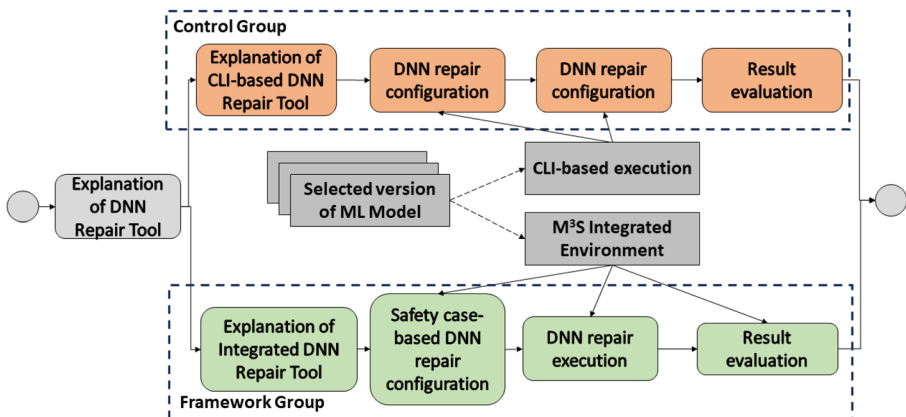 Control Group
Explanation of
CLI-based DNN
Repair Tool
DNN repair
configuration
DNN repair
configuration
Result
evaluation
Explanation
of DNN
Repair Tool
Selected version
of ML Model
CLI-based execution
M³S Integrated
Environment
Explanation of
Integrated DNN
Repair Tool
Safety case-
based DNN
repair
configuration
DNN repair
execution
Result
evaluation
Framework Group